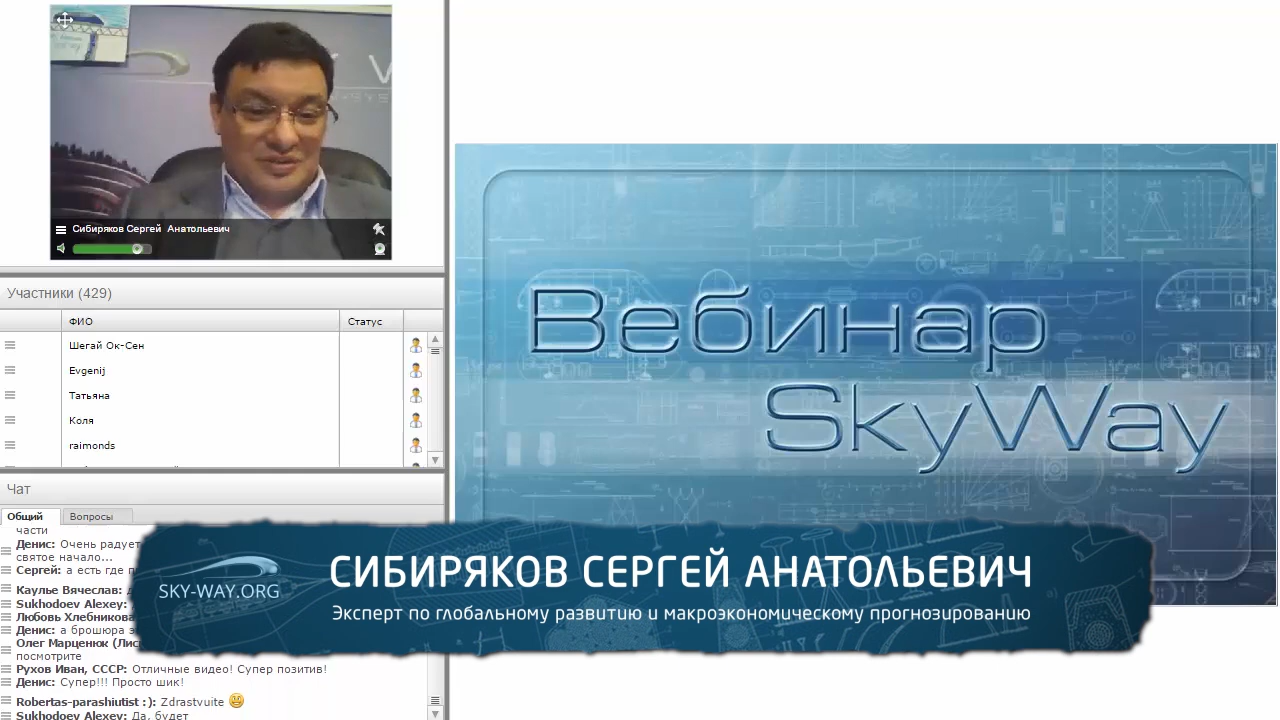 Сибиряков Сергей Анатольевич
Участники (429)
ФИО Статус
Шегай Ок-Сен
Evgenij
Татьяна
Коля
raimonds
Чат
Общий Вопросы
части
Денис: Очень радует
святое начало...
Сергей: а есть где
Каулье Вячеслав:
Sukhodoev Alexey:
Любовь Хлебникова
Денис: а брошюра
Олег Марценюк
посмотрите
Рухов Иван, СССР: Отличные видео! Супер позитив!
Денис: Супер!!! Просто шик!
Robertas-parashiutist :): Zdrastvuite
Sukhodoev Alexey: Да, будет
Вебинар
SkyWay
SKY-WAY.ORG
СИБИРЯКОВ СЕРГЕЙ АНАТОЛЬЕВИЧ
Эксперт по глобальному развитию и макроэкономическому прогнозированию